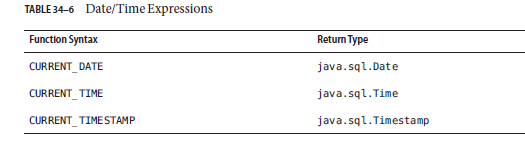 TABLE 34–6 Date/Time Expressions
Function Syntax Return Type
CURRENT_DATE java.sql.Date
CURRENT_TIME java.sql.Time
CURRENT_TIMESTAMP java.sql.Timestamp